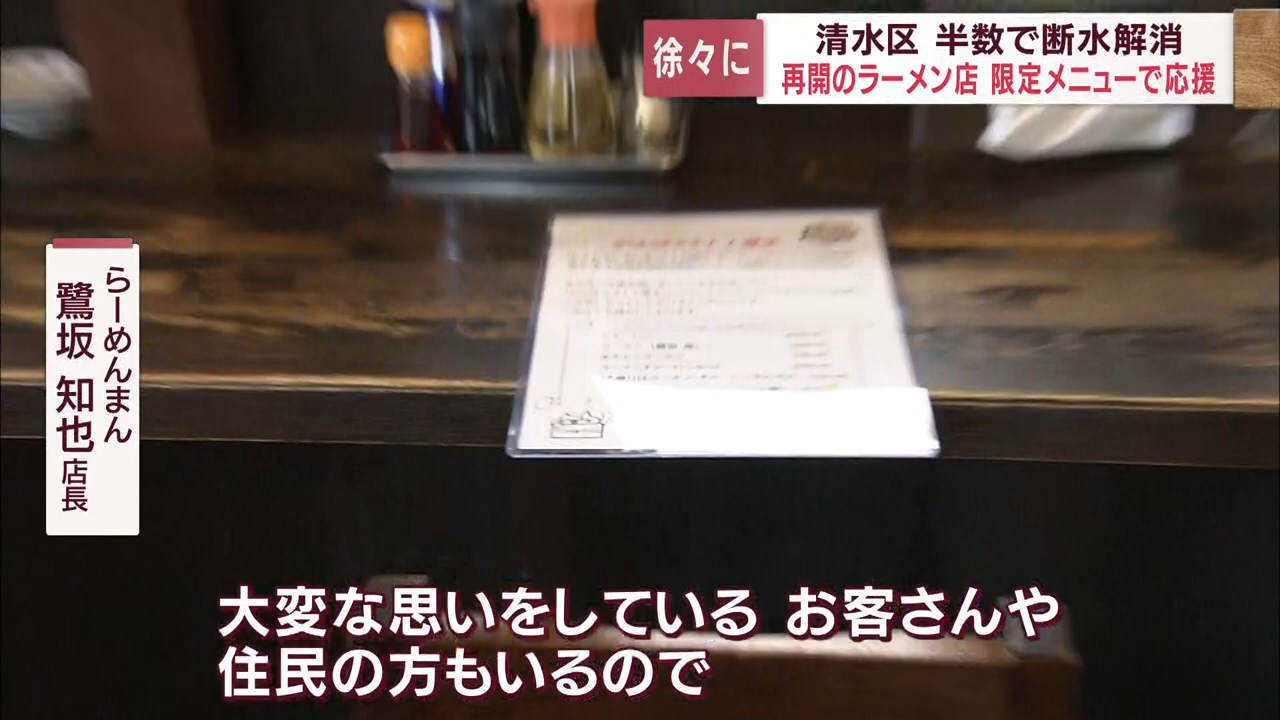 徐々に
清水区 半数で断水解消
再開のラーメン店 限定メニューで応援
らーめんまん
鷺坂 知也 店長
大変な思いをしている お客さんや
住民の方もいるので